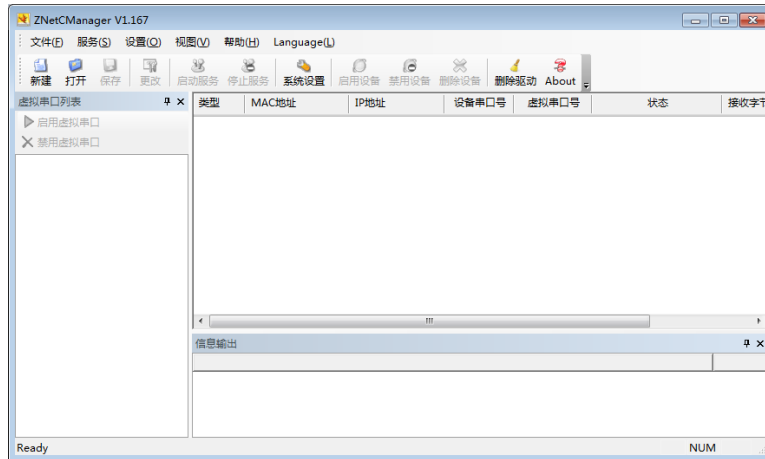 ZNetCManager V1.167
文件(F) 服务(S) 设置(O) 视图(V) 帮助(H) Language(L)
新建 打开 保存 更改 启动服务 停止服务 系统设置 启用设备 禁用设备 删除设备 删除驱动 About
虚拟串口列表
启用虚拟串口
禁用虚拟串口
类型 MAC地址 IP地址 设备串口号 虚拟串口号 状态 接收字节
信息输出
Ready NUM